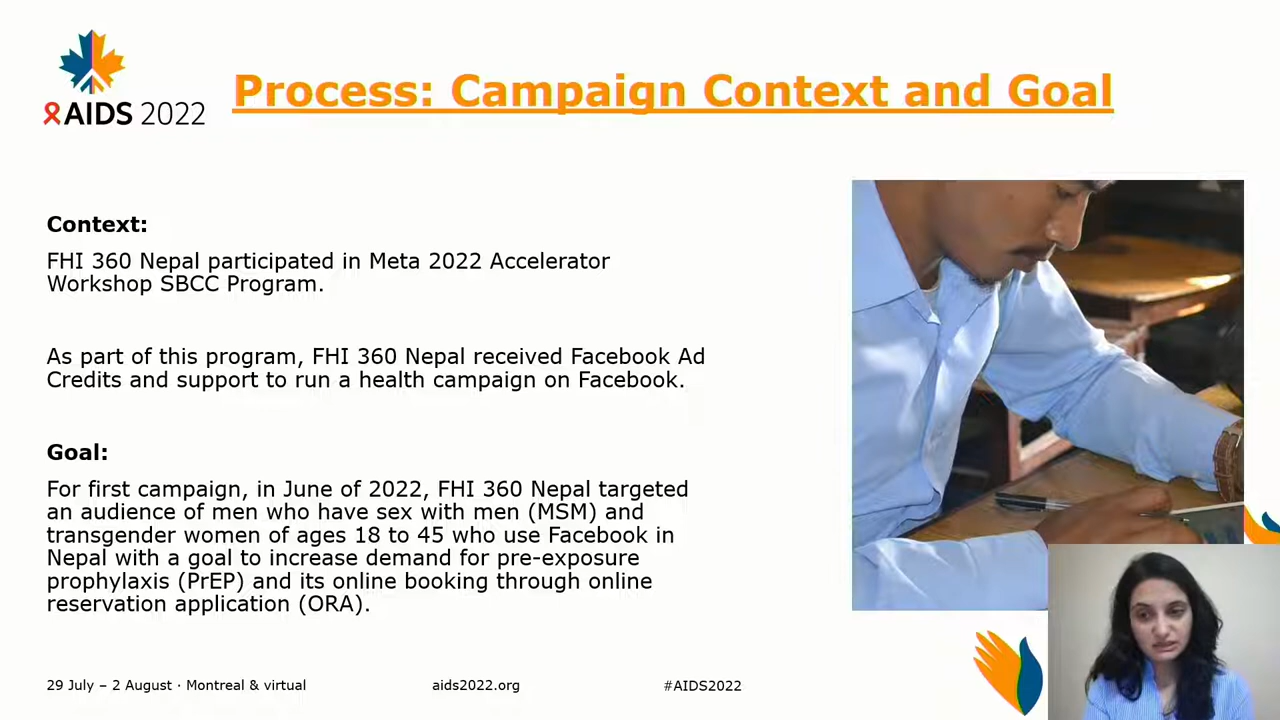 AIDS 2022
Process: Campaign Context and Goal
Context:
FHI 360 Nepal participated in Meta 2022 Accelerator
Workshop SBCC Program.
As part of this program, FHI 360 Nepal received Facebook Ad
Credits and support to run a health campaign on Facebook.
Goal:
For first campaign, in June of 2022, FHI 360 Nepal targeted
an audience of men who have sex with men (MSM) and
transgender women of ages 18 to 45 who use Facebook in
Nepal with a goal to increase demand for pre-exposure
prophylaxis (PrEP) and its online booking through online
reservation application (ORA).
29 July – 2 August · Montreal & virtual
aids2022.org
#AIDS2022